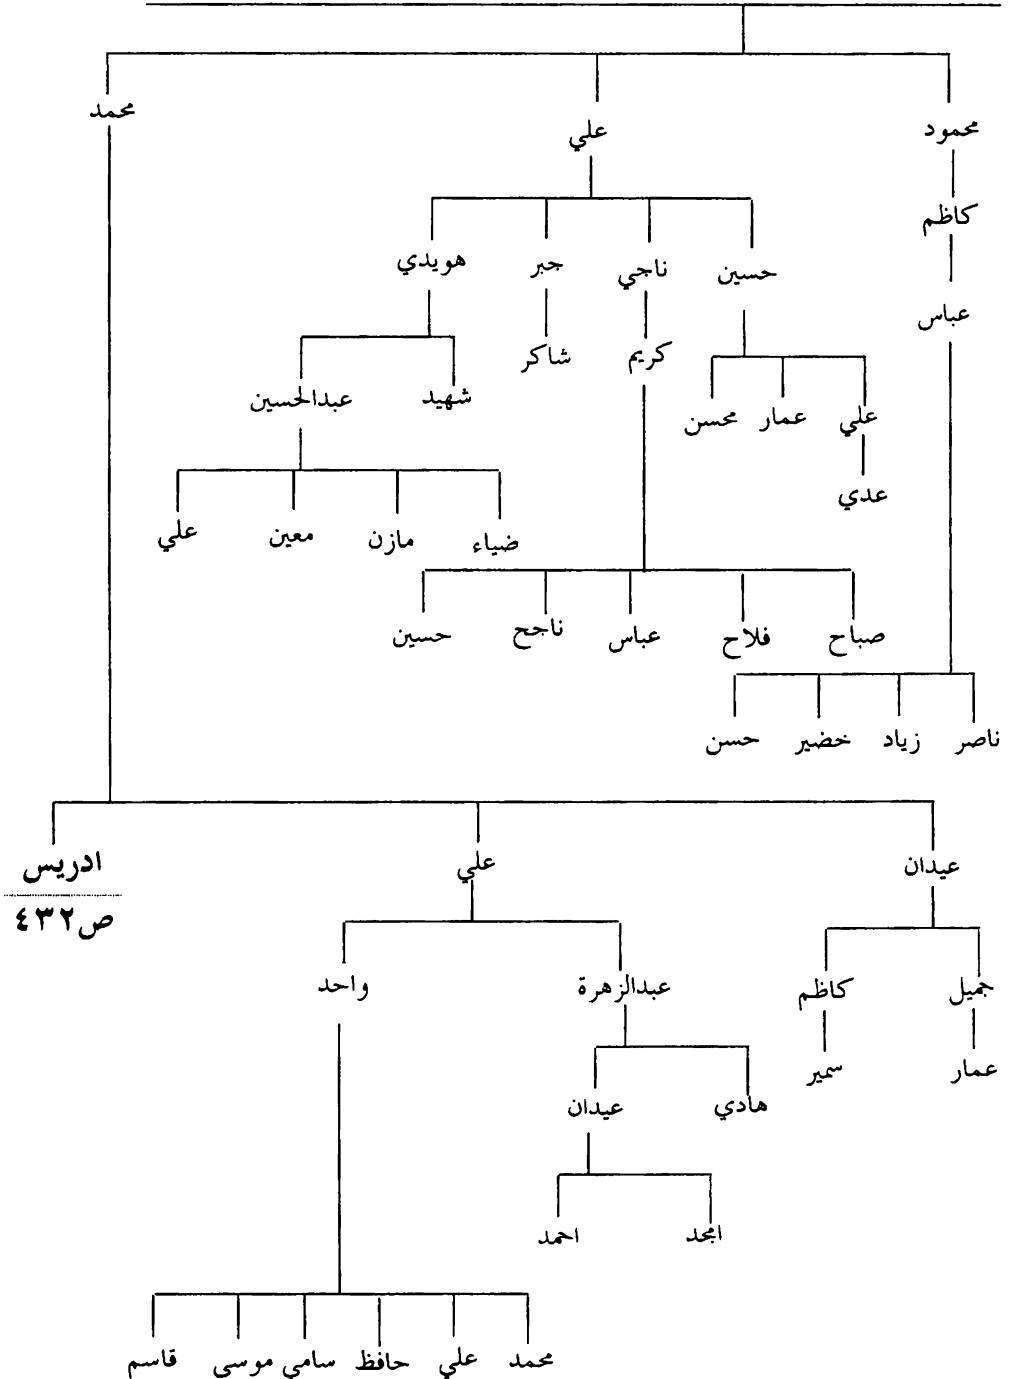 محمود علي محمد
كاظم
حسين ناجي جبر هويدي
عباس
كريم شاكر
علي عمار محسن
شهيد عبدالحسين
عدي
ضياء مازن معين علي
صباح فلاح عباس ناجح حسين
ناصر زياد خضير حسن
عيدان علي ادريس
ص٤٣٢
جميل كاظم عبدالزهرة واحد
عمار سمير
هادي عيدان
امجد احمد
محمد علي حافظ سامي موسى قاسم